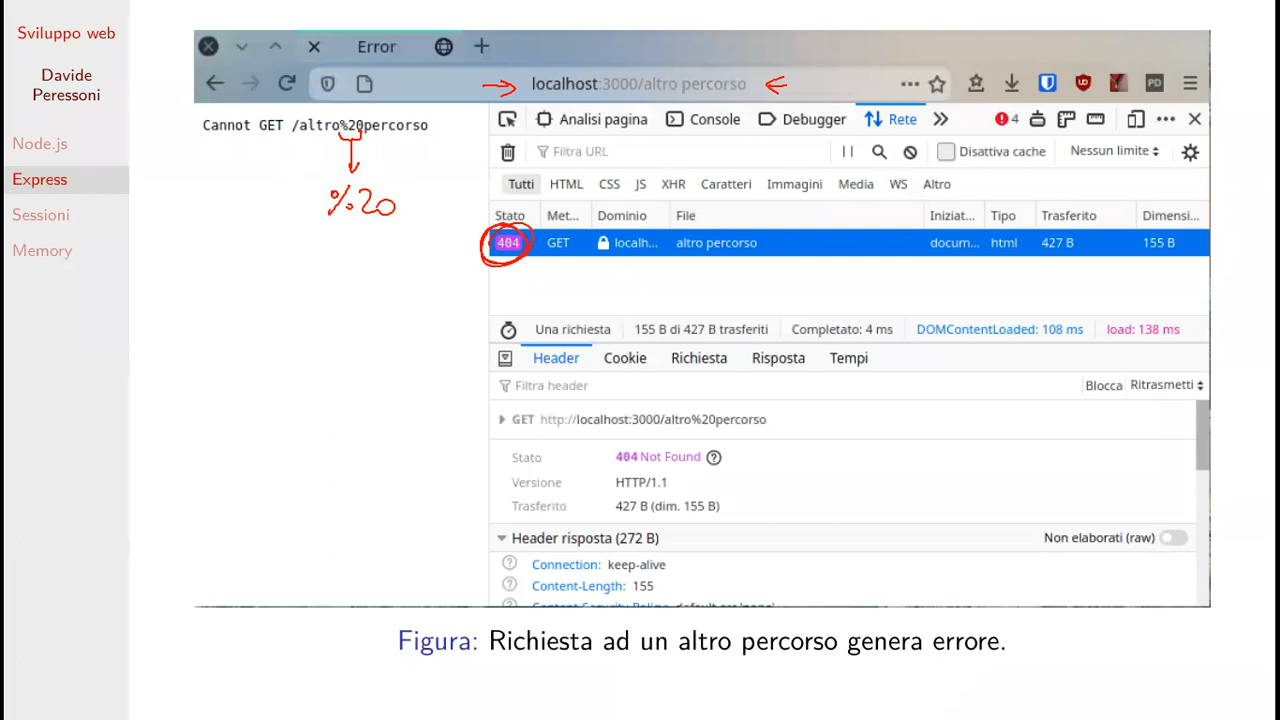 Sviluppo web
Davide
Peressoni
Node.js
Express
Sessioni
Memory
Error
localhost:3000/altro percorso
PD
Cannot GET /altro%20percorso
%20
Analisi pagina Console Debugger Rete 4
Filtra URL Disattiva cache Nessun limite
Tutti HTML CSS JS XHR Caratteri Immagini Media WS Altro
Stato Met... Dominio File Iniziat... Tipo Trasferito Dimensi...
404 GET localh... altro percorso docum... html 427 B 155 B
Una richiesta 155 B di 427 B trasferiti Completato: 4 ms DOMContentLoaded: 108 ms load: 138 ms
Header Cookie Richiesta Risposta Tempi
Filtra header Blocca Ritrasmetti
GET http://localhost:3000/altro%20percorso
Stato 404 Not Found
Versione HTTP/1.1
Trasferito 427 B (dim. 155 B)
Header risposta (272 B) Non elaborati (raw)
Connection: keep-alive
Content-Length: 155
Figura: Richiesta ad un altro percorso genera errore.